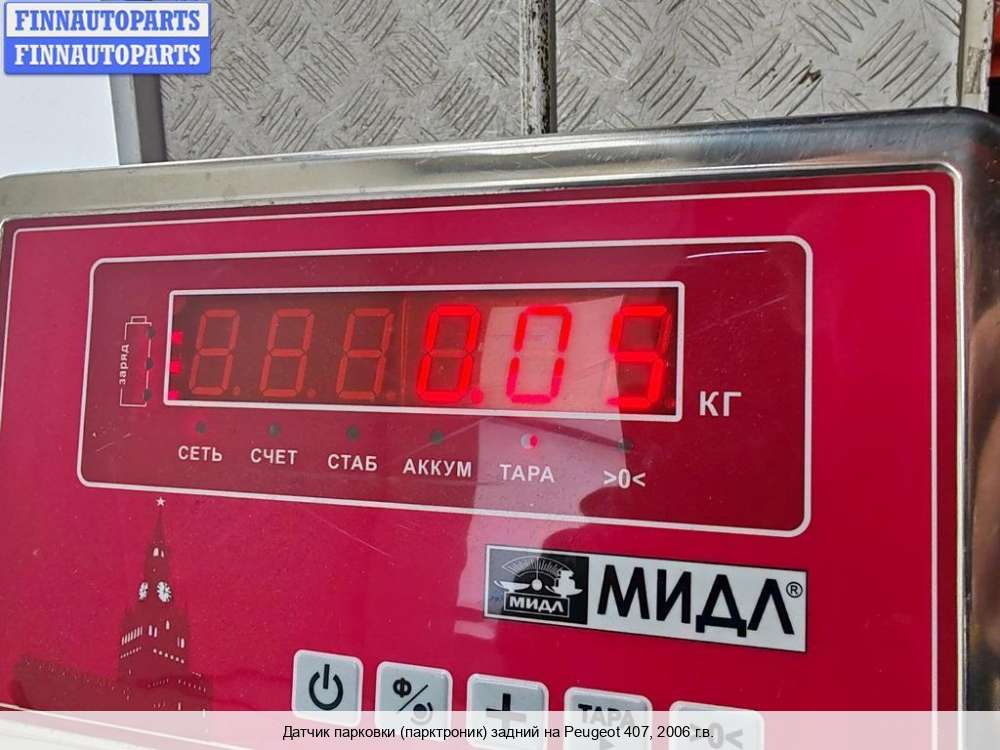 FINNAUTOPARTS
FINNAUTOPARTS
заряд
0.05
КГ
СЕТЬ СЧЕТ СТАБ АККУМ ТАРА >0<
МИДЛ
МИДЛ®
Ф
ТАРА
>0<
Датчик парковки (парктроник) задний на Peugeot 407, 2006 г.в.